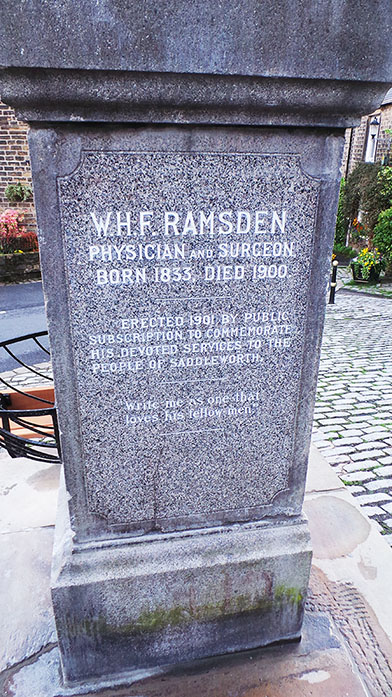 W.H.F. RAMSDEN
PHYSICIAN AND SURGEON
BORN 1833, DIED 1900.
ERECTED 1901, BY PUBLIC
SUBSCRIPTION TO COMMEMORATE
HIS DEVOTED SERVICES TO THE
PEOPLE OF SADDLEWORTH.
"Write me as one that
loves his fellow-men".